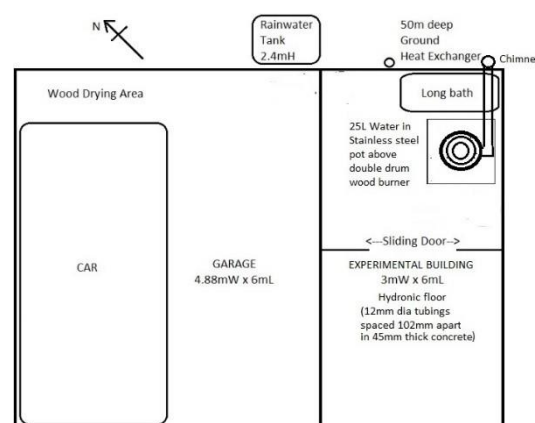 N
Rainwater
Tank
2.4mH
50m deep
Ground
Heat Exchanger
Chimne
Wood Drying Area
Long bath
25L Water in
Stainless steel
pot above
double drum
wood burner
<---Sliding Door-->
CAR
GARAGE
4.88mW x 6mL
EXPERIMENTAL BUILDING
3mW x 6mL
Hydronic floor
(12mm dia tubings
spaced 102mm apart
in 45mm thick concrete)